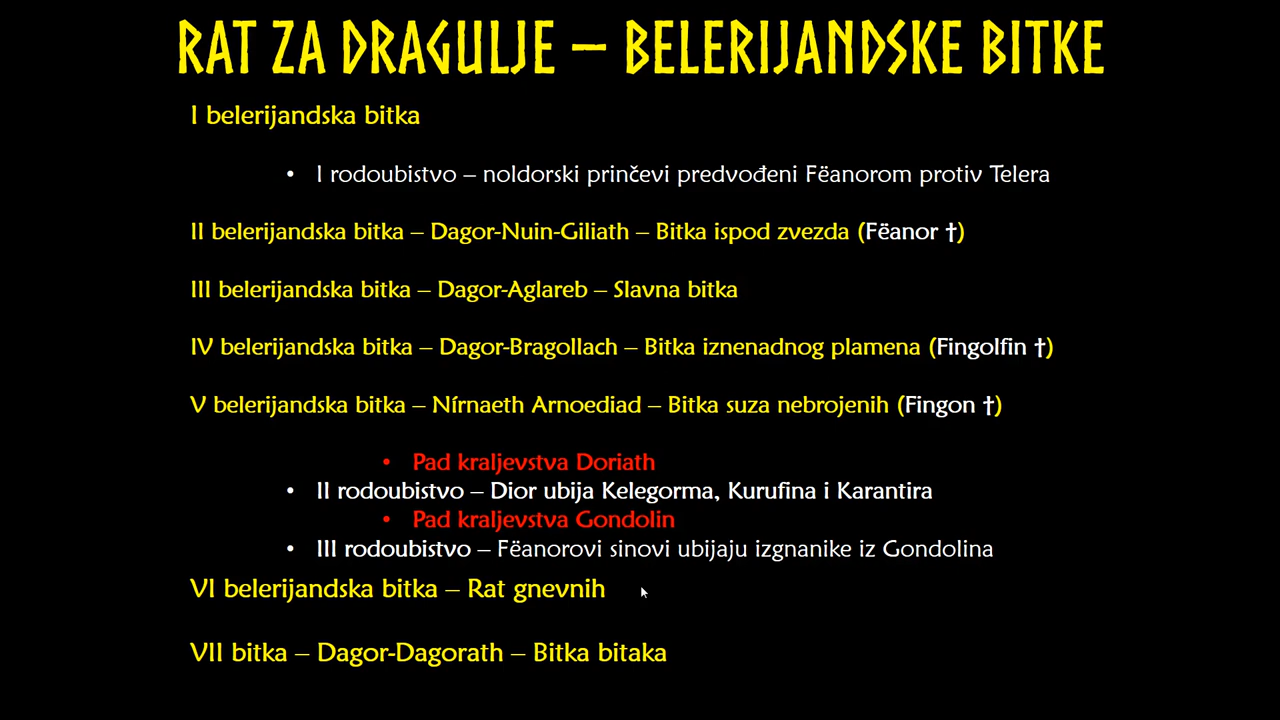 RAT ZA DRAGULJE – BELERIJANDSKE BITKE
I belerijandska bitka
• I rodoubistvo – noldorski prinčevi predvođeni Fëanorom protiv Telera
II belerijandska bitka – Dagor-Nuin-Giliath – Bitka ispod zvezda (Fëanor †)
III belerijandska bitka – Dagor-Aglareb – Slavna bitka
IV belerijandska bitka – Dagor-Bragollach – Bitka iznenadnog plamena (Fingolfin †)
V belerijandska bitka – Nírnaeth Arnoediad – Bitka suza nebrojenih (Fingon †)
• Pad kraljevstva Doriath
• II rodoubistvo – Dior ubija Kelegorma, Kurufina i Karantira
• Pad kraljevstva Gondolin
• III rodoubistvo – Fëanorovi sinovi ubijaju izgnanike iz Gondolina
VI belerijandska bitka – Rat gnevnih
VII bitka – Dagor-Dagorath – Bitka bitaka